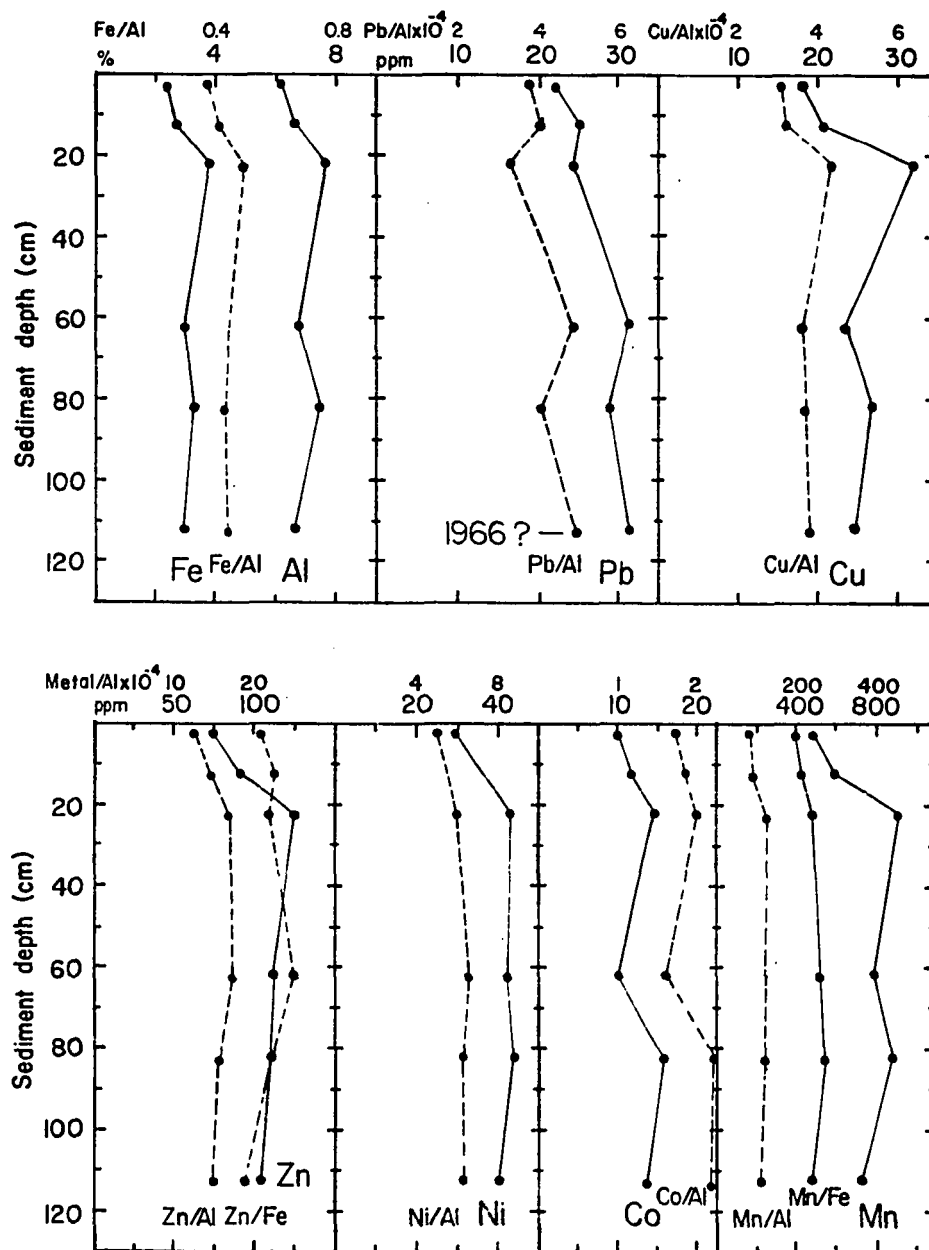 Fe/Al 0.4 0.8 Pb/Al×10⁻⁴ 2 4 6 Cu/Al×10⁻⁴ 2 4 6
% 4 8 ppm 10 20 30 10 20 30
20
40
60
80
100
120
Sediment depth (cm)
1966 ?
Fe Fe/Al Al Pb/Al Pb Cu/Al Cu
Metal/Al×10⁻⁴ 10 20 4 8 1 2 200 400
ppm 50 100 20 40 10 20 400 800
0
20
40
60
80
100
120
Sediment depth (cm)
Zn
Zn/Al Zn/Fe Ni/Al Ni Co Co/Al Mn/Al Mn/Fe Mn